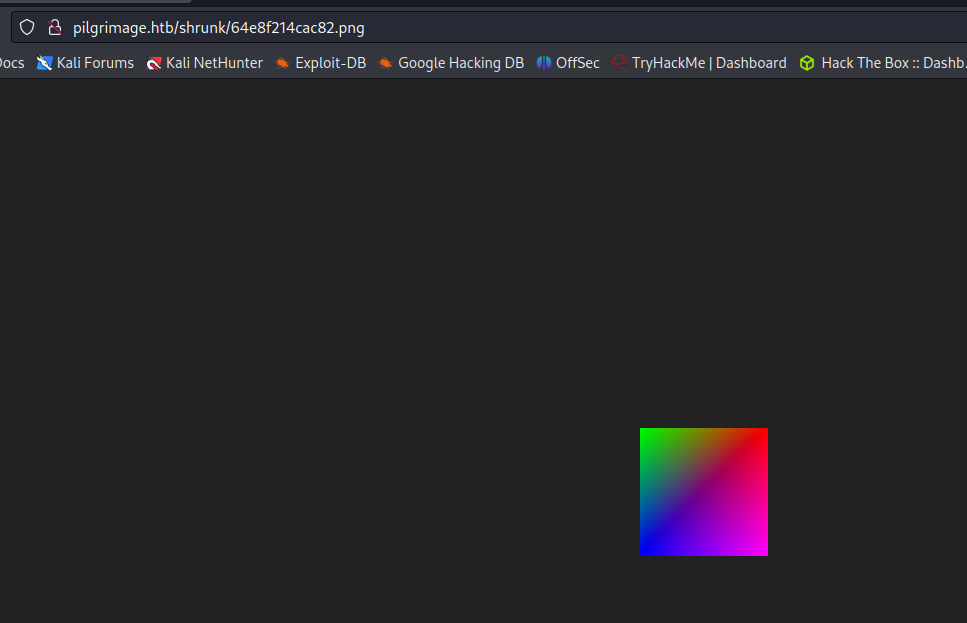 pilgrimage.htb/shrunk/64e8f214cac82.png
Kali Forums Kali NetHunter Exploit-DB Google Hacking DB OffSec TryHackMe | Dashboard Hack The Box :: Dashb